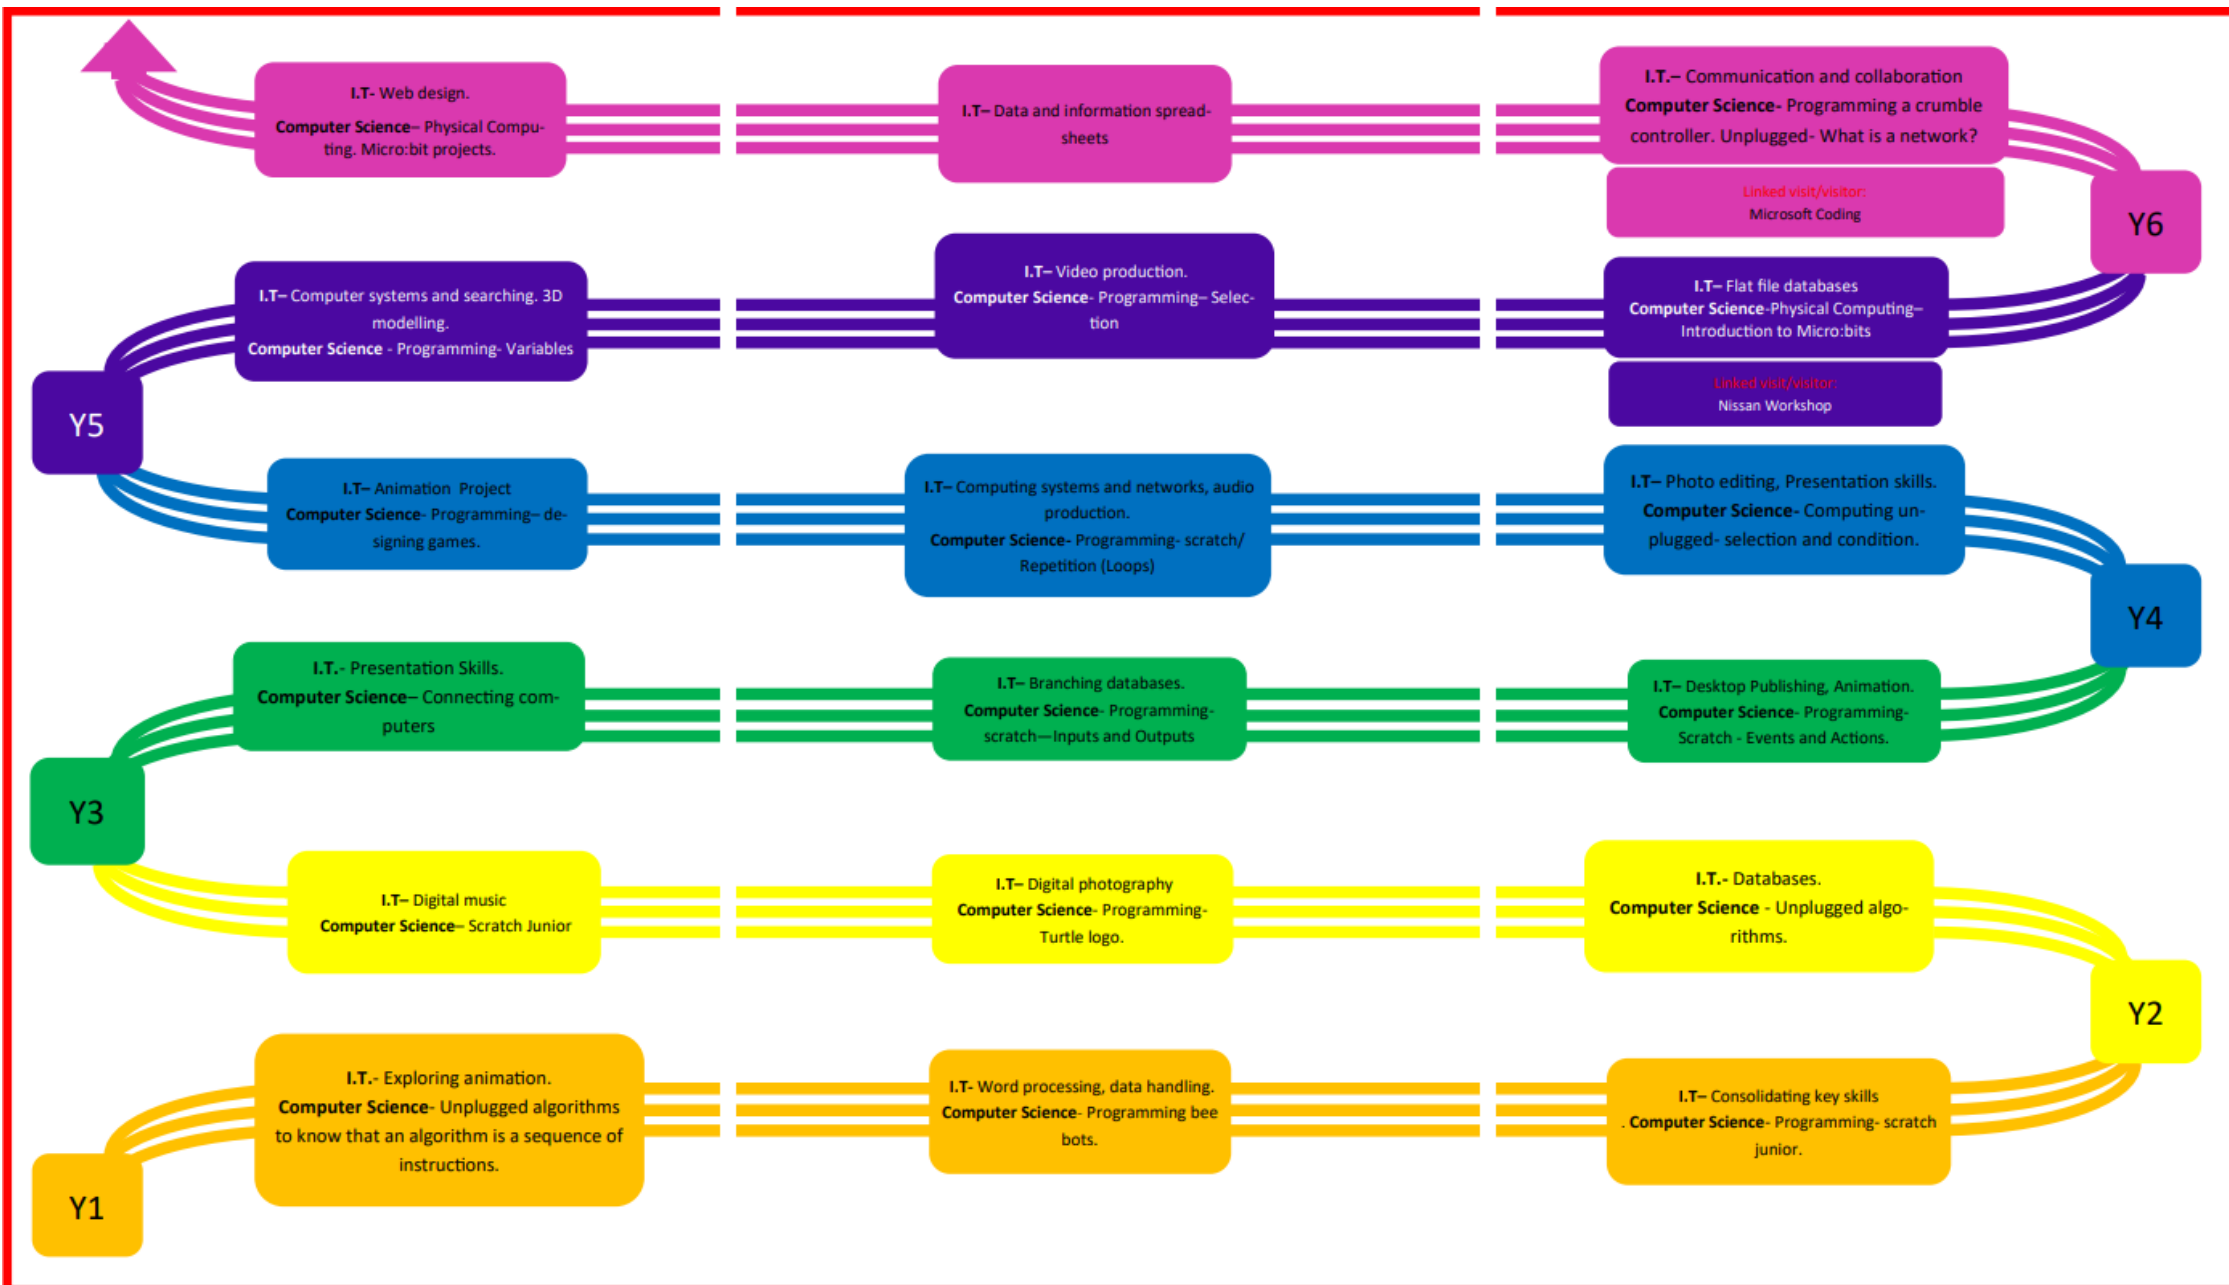 I.T- Web design.
Computer Science– Physical Compu-
ting. Micro:bit projects.
I.T– Data and information spread-
sheets
I.T.– Communication and collaboration
Computer Science- Programming a crumble
controller. Unplugged- What is a network?
Linked visit/visitor:
Microsoft Coding
Y6
I.T– Computer systems and searching. 3D
modelling.
Computer Science - Programming- Variables
I.T– Video production.
Computer Science- Programming– Selec-
tion
I.T– Flat file databases
Computer Science-Physical Computing–
Introduction to Micro:bits
Linked visit/visitor:
Nissan Workshop
Y5
I.T– Animation  Project
Computer Science- Programming– de-
signing games.
I.T– Computing systems and networks, audio
production.
Computer Science- Programming- scratch/
Repetition (Loops)
I.T– Photo editing, Presentation skills.
Computer Science- Computing un-
plugged- selection and condition.
Y4
I.T.- Presentation Skills.
Computer Science– Connecting com-
puters
I.T– Branching databases.
Computer Science- Programming-
scratch—Inputs and Outputs
I.T– Desktop Publishing, Animation.
Computer Science- Programming-
Scratch - Events and Actions.
Y3
I.T– Digital music
Computer Science– Scratch Junior
I.T– Digital photography
Computer Science- Programming-
Turtle logo.
I.T.- Databases.
Computer Science - Unplugged algo-
rithms.
Y2
I.T.- Exploring animation.
Computer Science- Unplugged algorithms
to know that an algorithm is a sequence of
instructions.
I.T- Word processing, data handling.
Computer Science- Programming bee
bots.
I.T– Consolidating key skills
. Computer Science- Programming- scratch
junior.
Y1